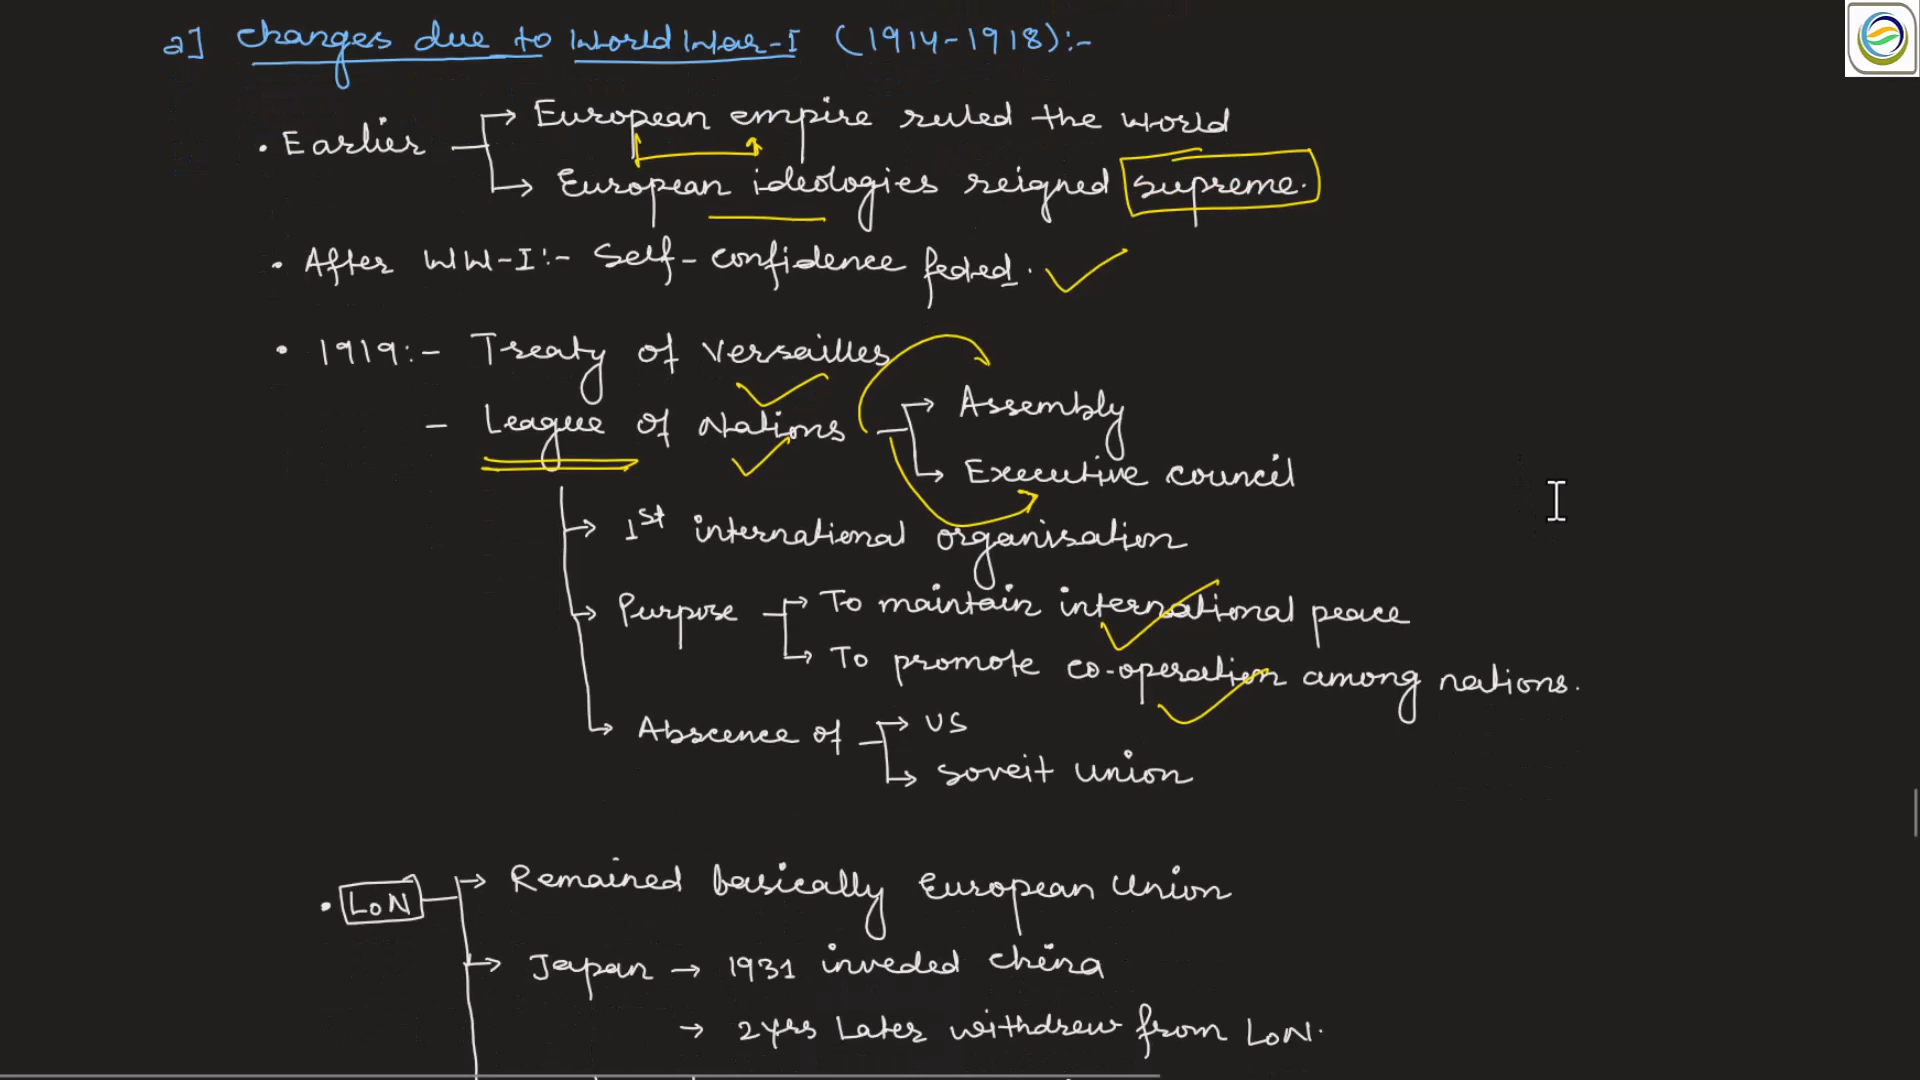 a] Changes due to World War-I (1914-1918):-
• Earlier → European empire ruled the world
→ European ideologies reigned supreme.
• After WW-I:- Self-confidence faded.
• 1919:- Treaty of Versailles
- League of Nations → Assembly
→ Executive council
→ 1st international organisation
→ Purpose → To maintain international peace
→ To promote co-operation among nations.
→ Abscence of → US
→ Soveit Union
• LoN → Remained basically European Union
→ Japan → 1931 inveded china
→ 2yrs Later withdrew from LoN.